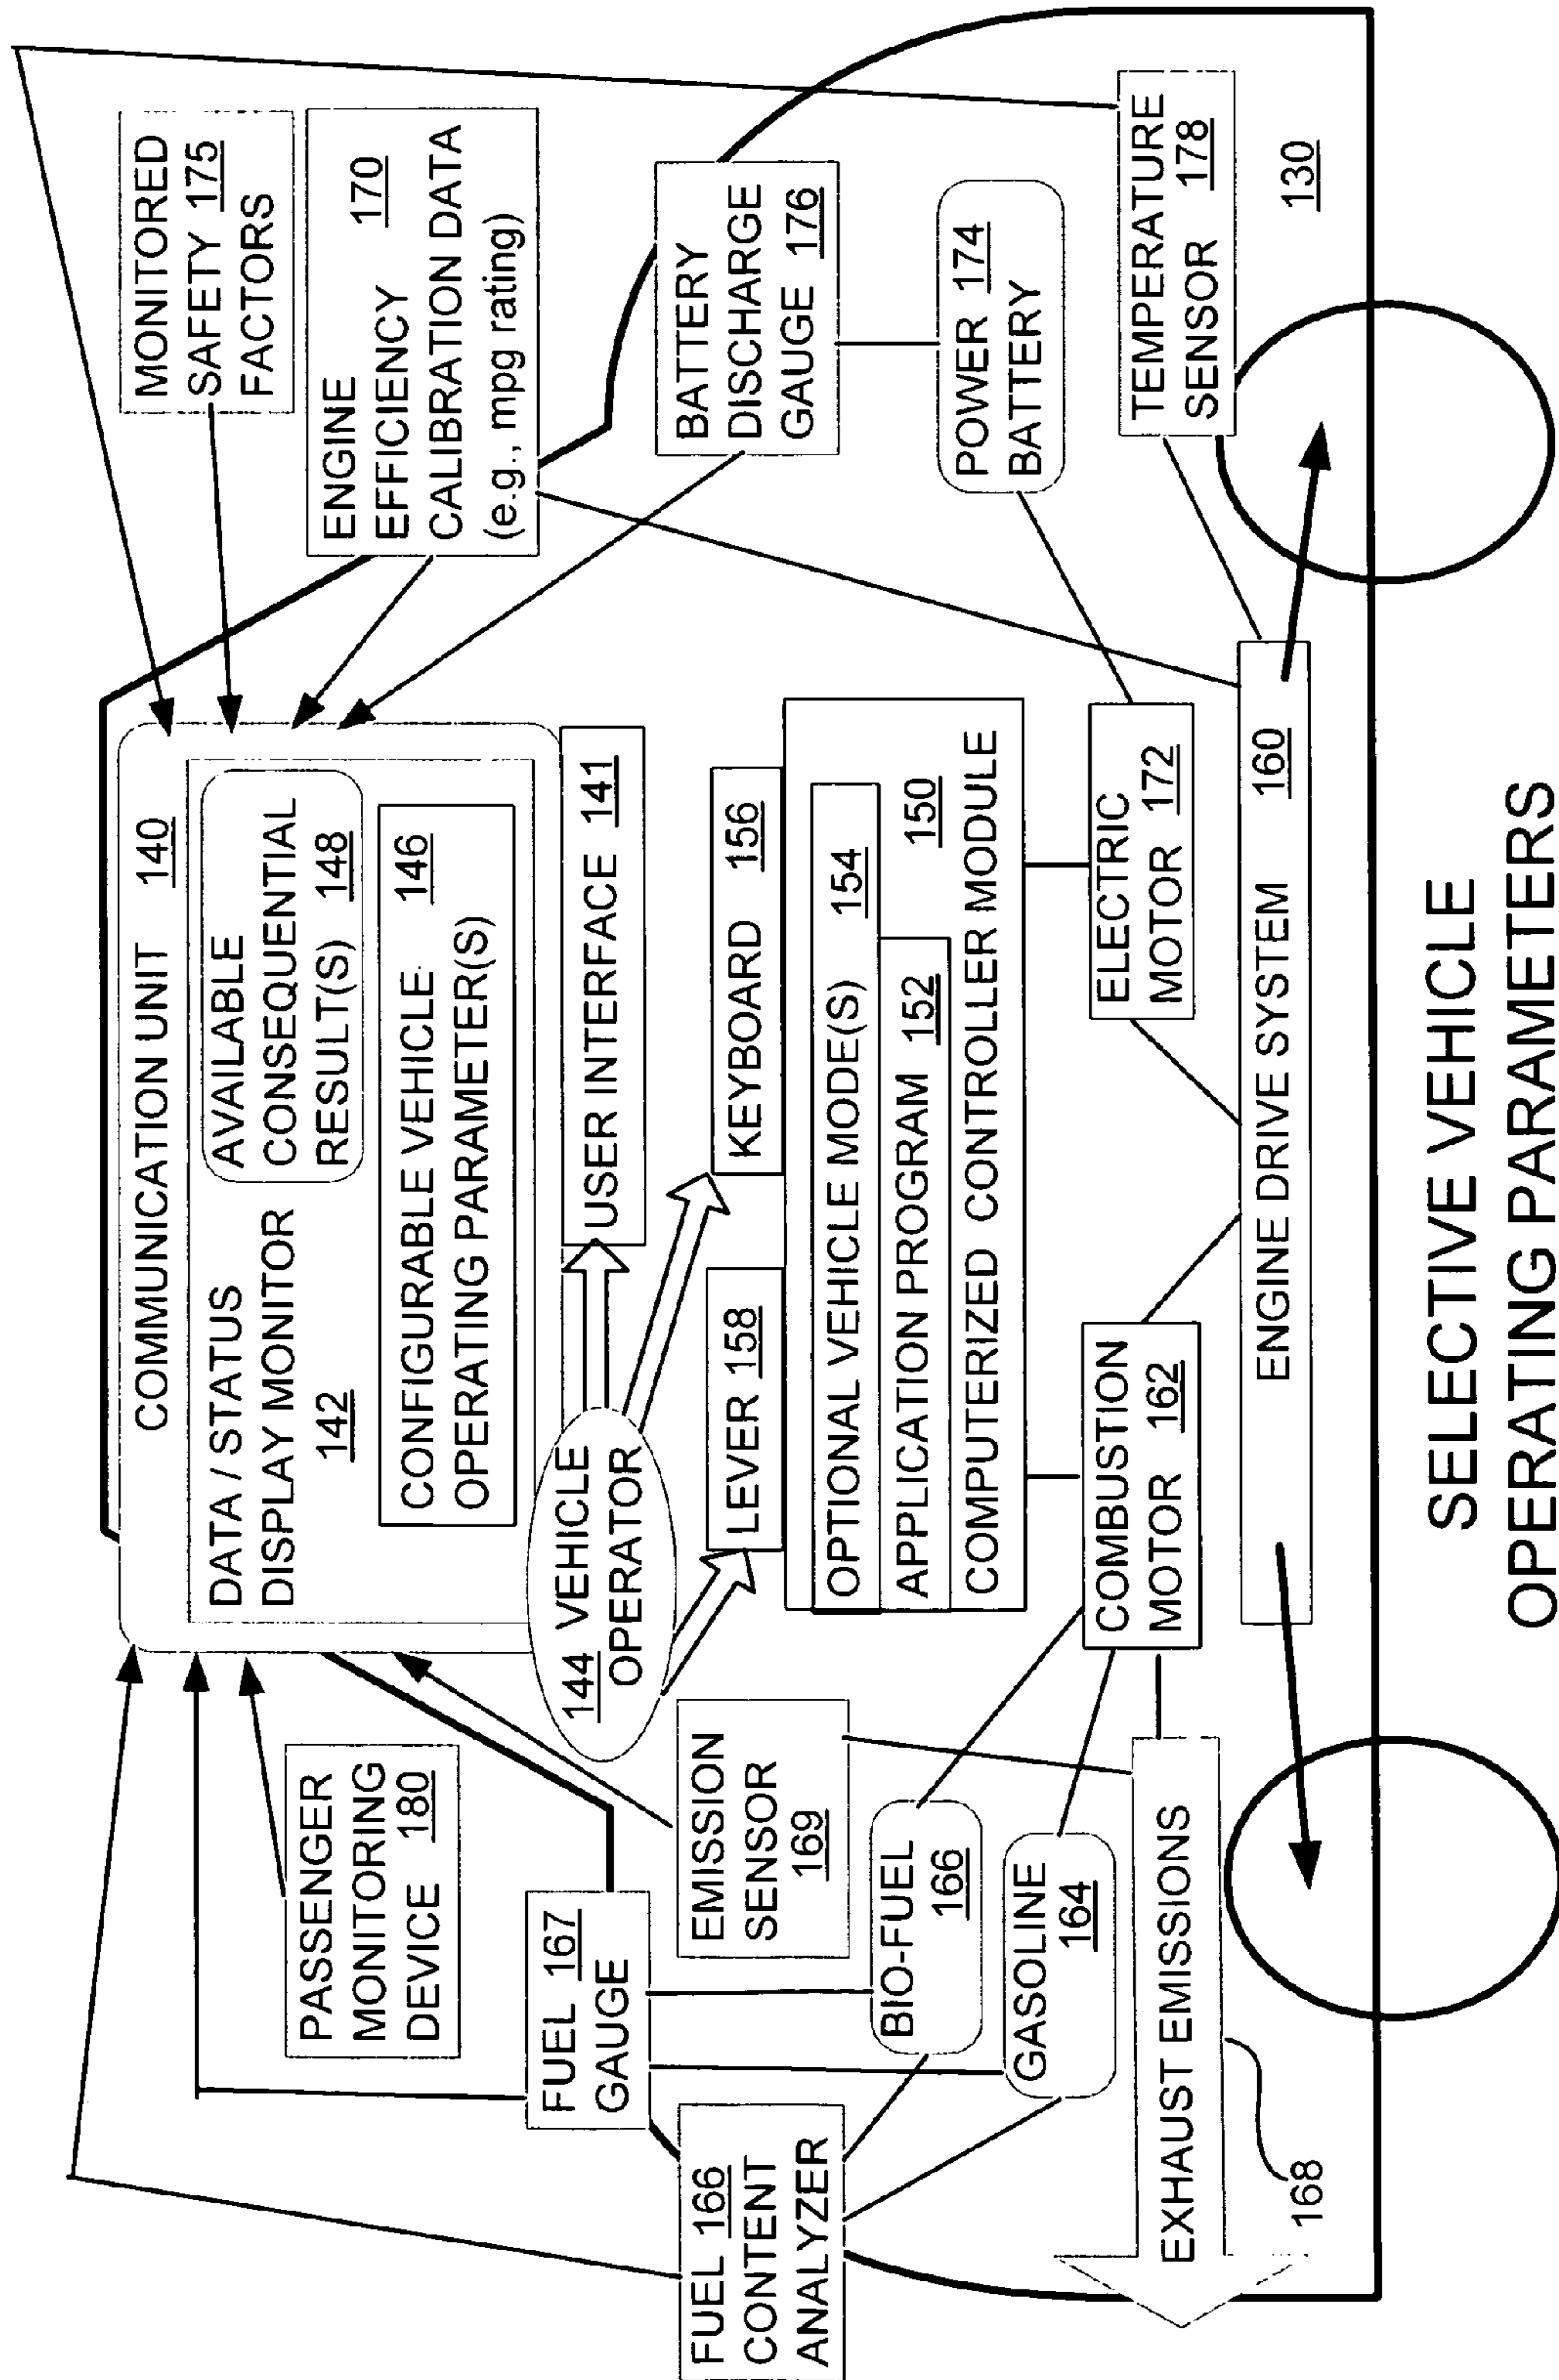 COMMUNICATION UNIT 140
DATA / STATUS
DISPLAY MONITOR
142
AVAILABLE
CONSEQUENTIAL
RESULT(S) 148
CONFIGURABLE VEHICLE
OPERATING PARAMETER(S)
146
USER INTERFACE 141
144 VEHICLE
OPERATOR
LEVER 158
KEYBOARD 156
OPTIONAL VEHICLE MODE(S) 154
APPLICATION PROGRAM 152
150
COMPUTERIZED CONTROLLER MODULE
PASSENGER
MONITORING
DEVICE 180
FUEL 167
GAUGE
FUEL 166
CONTENT
ANALYZER
EMISSION
SENSOR
169
BIO-FUEL
166
GASOLINE
164
EXHAUST EMISSIONS
168
COMBUSTION
MOTOR 162
ELECTRIC
MOTOR 172
ENGINE DRIVE SYSTEM 160
MONITORED
SAFETY 175
FACTORS
ENGINE 170
EFFICIENCY
CALIBRATION DATA
(e.g., mpg rating)
BATTERY
DISCHARGE
GAUGE 176
POWER 174
BATTERY
TEMPERATURE
SENSOR 178
130
SELECTIVE VEHICLE
OPERATING PARAMETERS